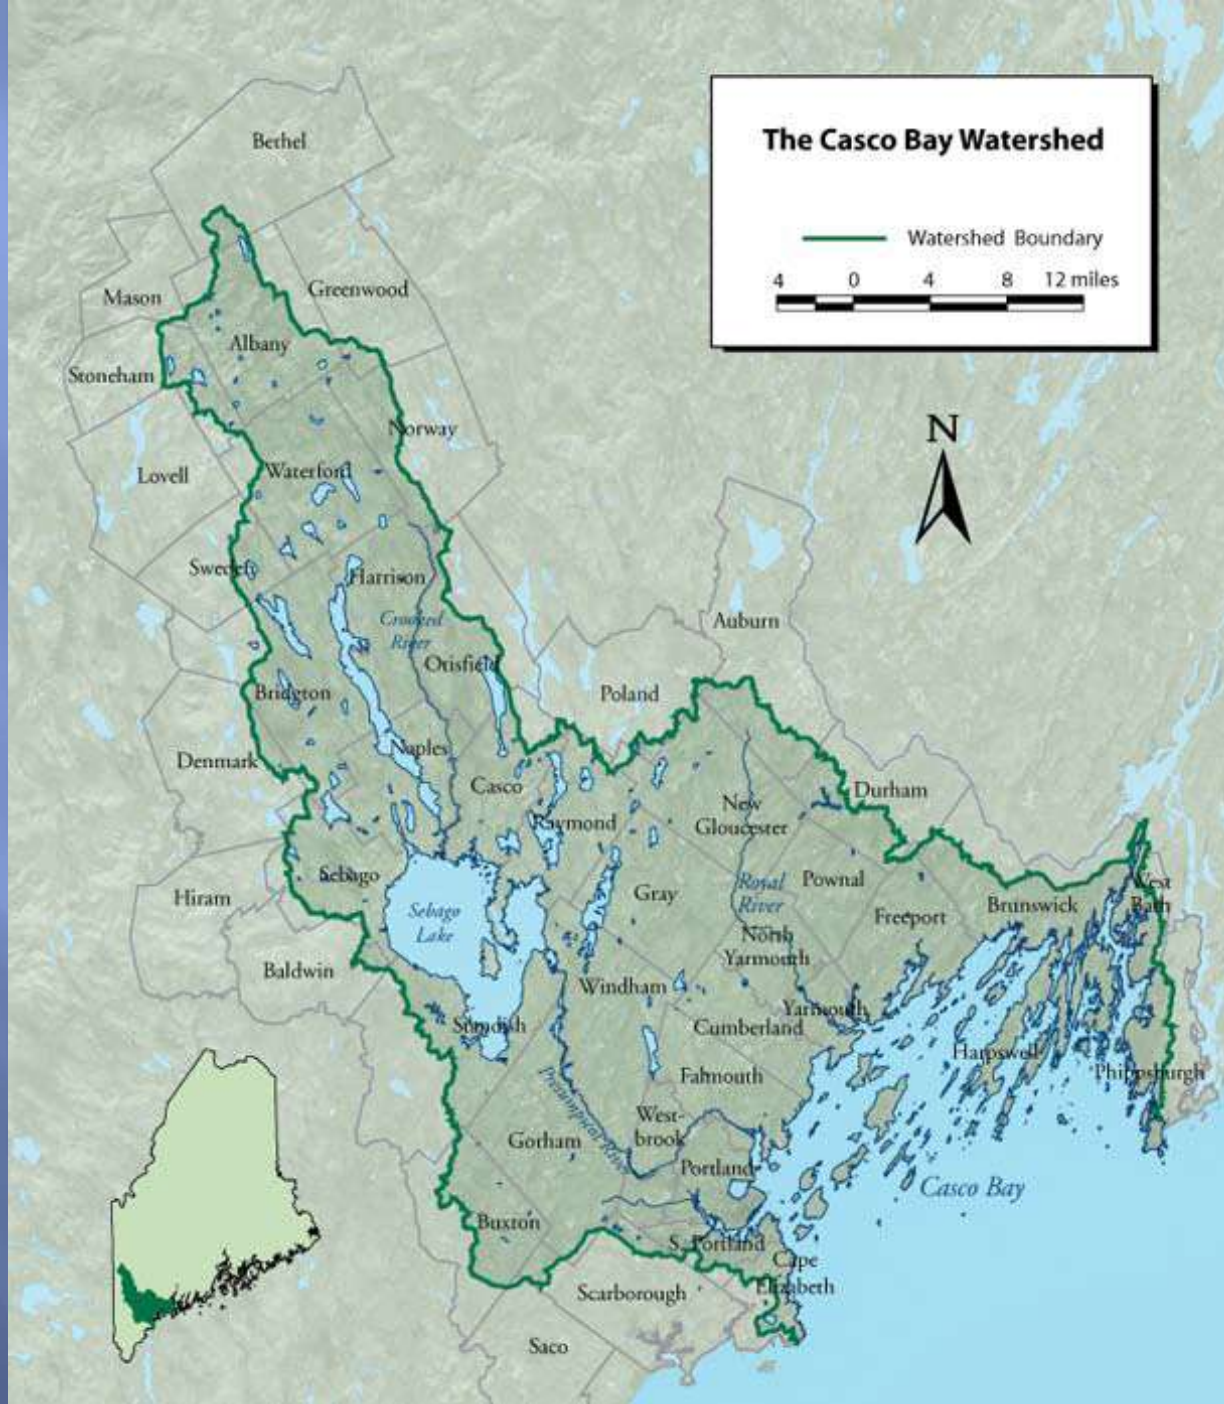 The Casco Bay Watershed
Watershed Boundary
4 0 4 8 12 miles
N
Bethel
Mason
Greenwood
Albany
Stoneham
Norway
Lovell
Waterford
Sweden
Harrison
Crooked
River
Otisfield
Auburn
Bridgton
Poland
Naples
Denmark
Casco
Durham
Raymond
New
Gloucester
Sebago
Hiram
Sebago
Lake
Gray
Royal
River
Pownal
West
Bath
Brunswick
Freeport
North
Yarmouth
Baldwin
Windham
Yarmouth
Standish
Cumberland
Harpswell
Falmouth
Phippsburgh
Presumpscot River
West-
brook
Gorham
Portland
Casco Bay
Buxton
S. Portland
Cape
Elizabeth
Scarborough
Saco